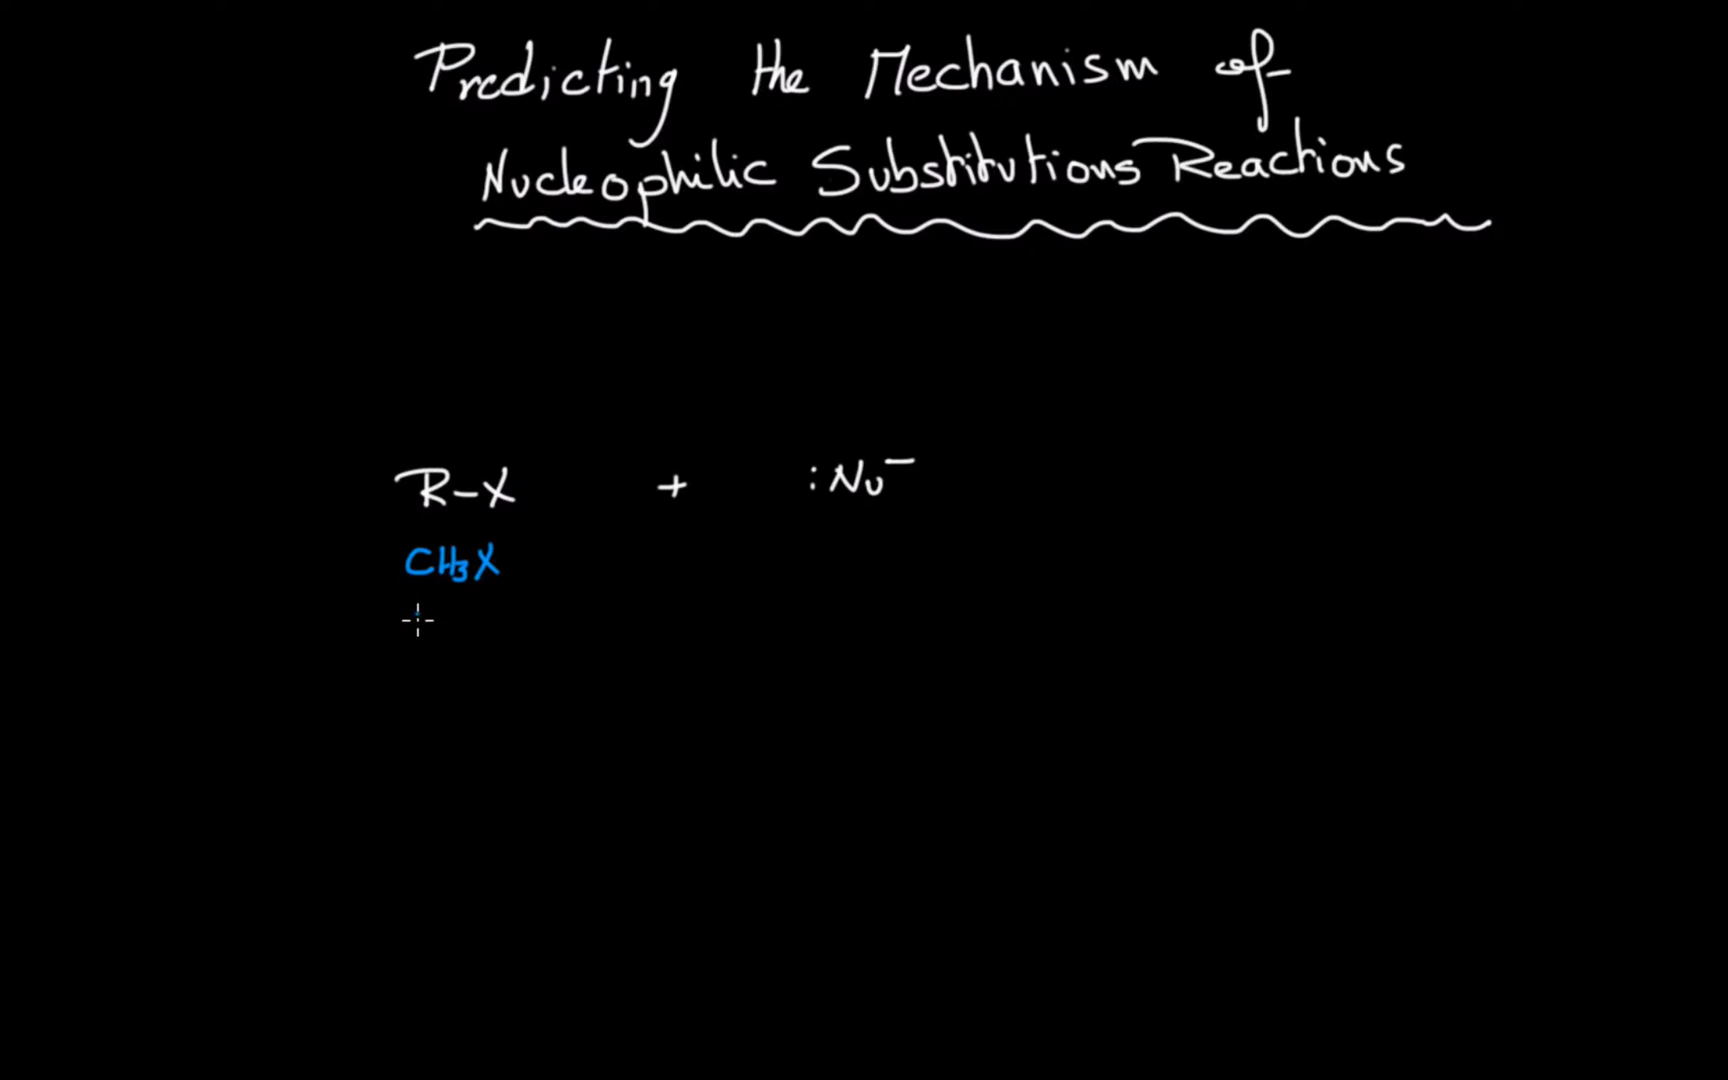 Predicting the Mechanism of
Nucleophilic Substitutions Reactions
R-X + :Nu⁻
CH₃X